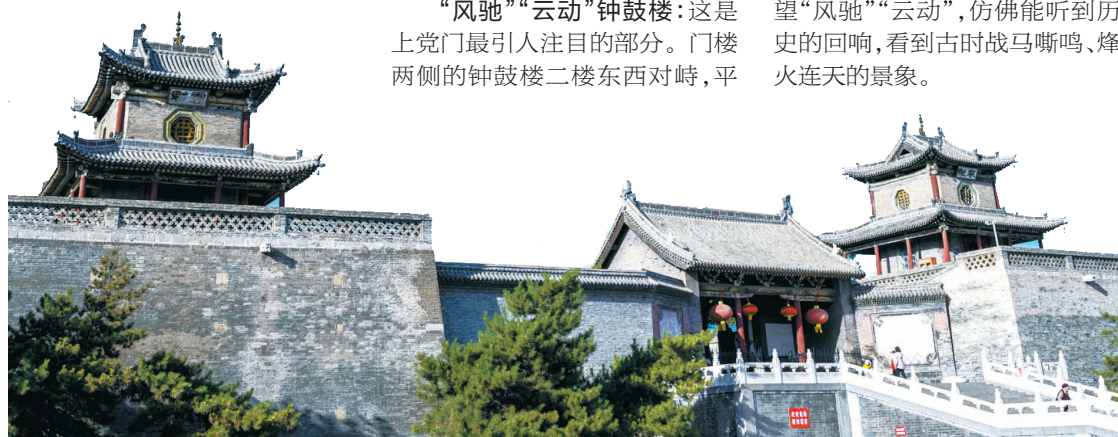 “风驰”“云动”钟鼓楼：这是
上党门最引人注目的部分。门楼
两侧的钟鼓楼二楼东西对峙，平
望“风驰”“云动”，仿佛能听到历
史的回响，看到古时战马嘶鸣、烽
火连天的景象。